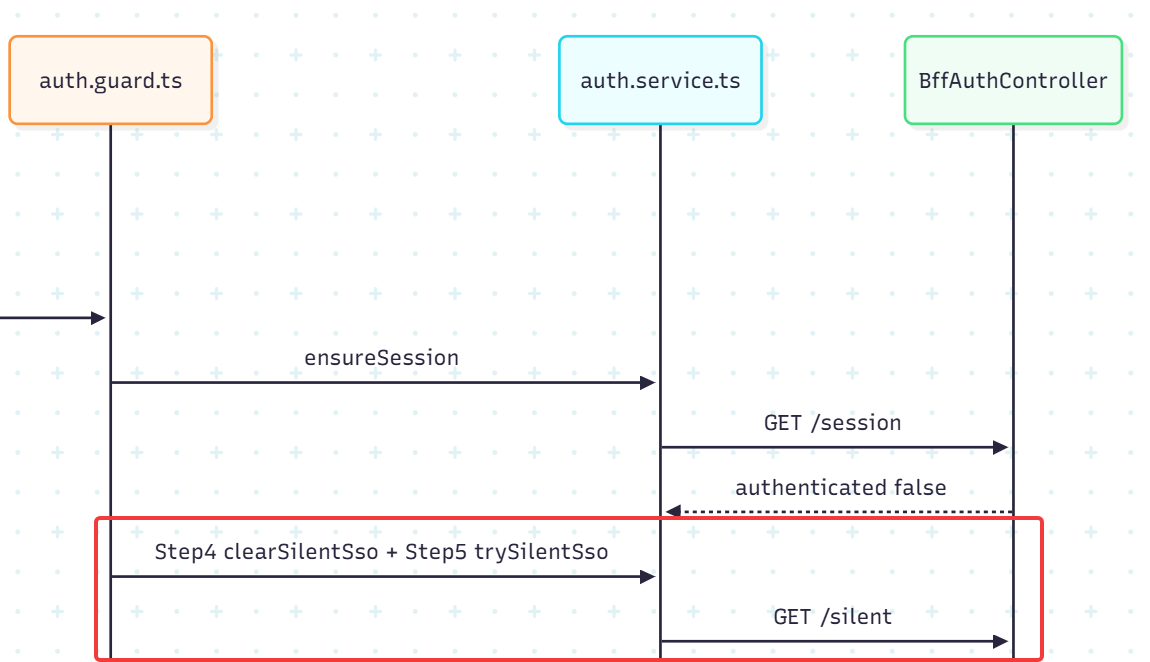 auth.guard.ts
auth.service.ts
BffAuthController
ensureSession
GET /session
authenticated false
Step4 clearSilentSso + Step5 trySilentSso
GET /silent